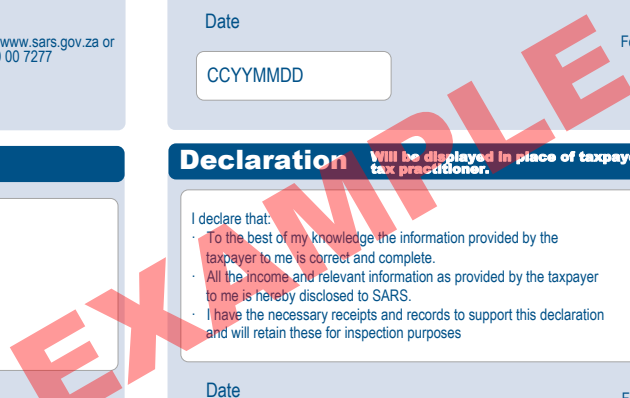 www.sars.gov.za or
00 7277
Date
CCYYMMDD
Declaration
Will be displayed in place of
tax practitioner.
I declare that:
· To the best of my knowledge the information provided by the
taxpayer to me is correct and complete.
· All the income and relevant information as provided by the taxpayer
to me is hereby disclosed to SARS.
· I have the necessary receipts and records to support this declaration
and will retain these for inspection purposes
Date
EXAMPLE